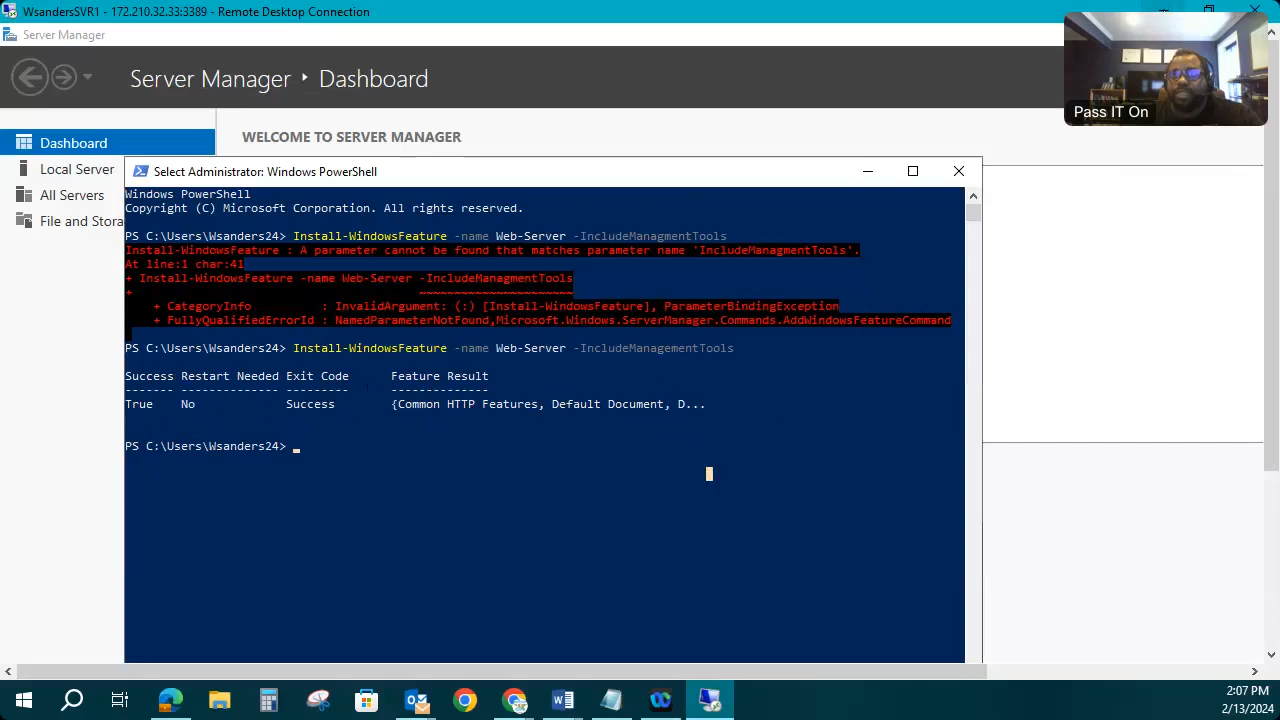 WsandersSVR1 - 172.210.32.33:3389 - Remote Desktop Connection
Server Manager
Server Manager ‣ Dashboard
Pass IT On
Dashboard
Local Server
All Servers
File and Stora
WELCOME TO SERVER MANAGER
Select Administrator: Windows PowerShell
Windows PowerShell
Copyright (C) Microsoft Corporation. All rights reserved.
PS C:\Users\Wsanders24> Install-WindowsFeature -name Web-Server -IncludeManagmentTools
Install-WindowsFeature : A parameter cannot be found that matches parameter name 'IncludeManagmentTools'.
At line:1 char:41
+ Install-WindowsFeature -name Web-Server -IncludeManagmentTools
+ ~~~~~~~~~~~~~~~~~~~~~~
+ CategoryInfo : InvalidArgument: (:) [Install-WindowsFeature], ParameterBindingException
+ FullyQualifiedErrorId : NamedParameterNotFound,Microsoft.Windows.ServerManager.Commands.AddWindowsFeatureCommand
PS C:\Users\Wsanders24> Install-WindowsFeature -name Web-Server -IncludeManagementTools
Success Restart Needed Exit Code Feature Result
------- -------------- --------- --------------
True No Success {Common HTTP Features, Default Document, D...
PS C:\Users\Wsanders24>
2:07 PM
2/13/2024